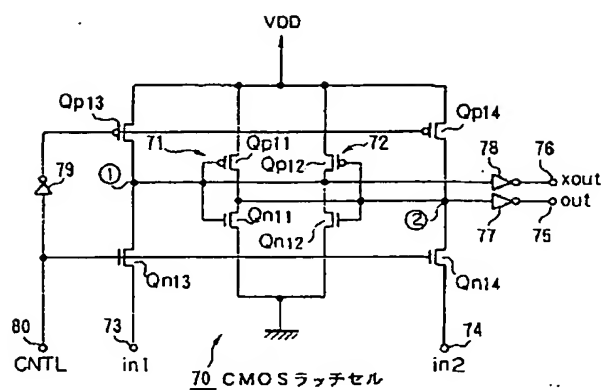 VDD
Qp13
Qp14
71
Qp11
72
Qp12
78
76
xout
79
①
out
②
77
75
Qn11
Qn12
Qn13
Qn14
80
73
74
CNTL
in1
in2
70 CMOSラッチセル